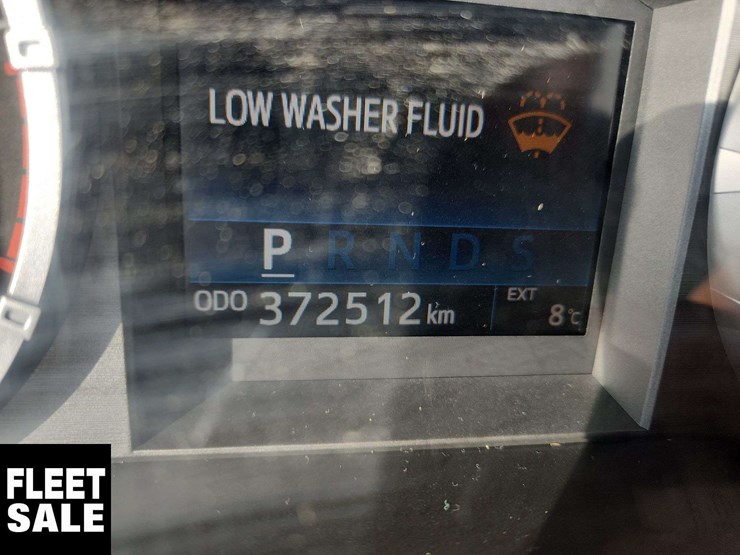 LOW WASHER FLUID
P R N D S
ODO 372512 km EXT 8°C
FLEET
SALE